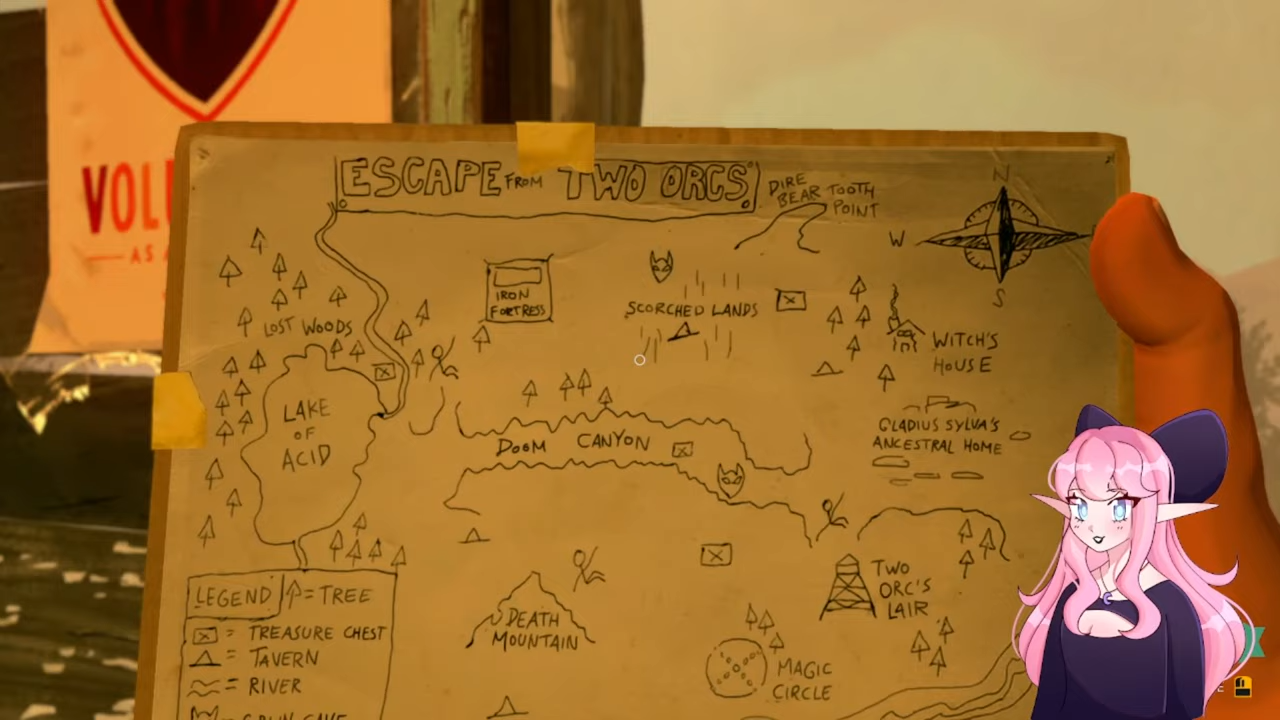 ESCAPE FROM TWO ORCS
DIRE
BEAR TOOTH
POINT
N
W
S
IRON
FORTRESS
SCORCHED LANDS
LOST WOODS
WITCH'S
HOUSE
LAKE
OF
ACID
DOOM CANYON
GLADIUS SYLVA'S
ANCESTRAL HOME
TWO
ORC'S
LAIR
DEATH
MOUNTAIN
MAGIC
CIRCLE
LEGEND
= TREE
= TREASURE CHEST
= TAVERN
= RIVER